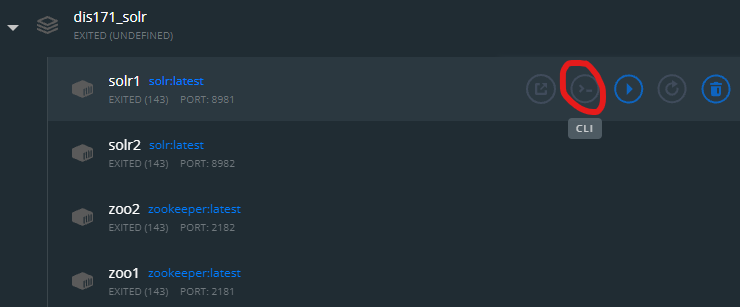 dis171_solr
EXITED (UNDEFINED)
solr1 solr:latest
EXITED (143) PORT: 8981
CLI
solr2 solr:latest
EXITED (143) PORT: 8982
zoo2 zookeeper:latest
EXITED (143) PORT: 2182
zoo1 zookeeper:latest
EXITED (143) PORT: 2181